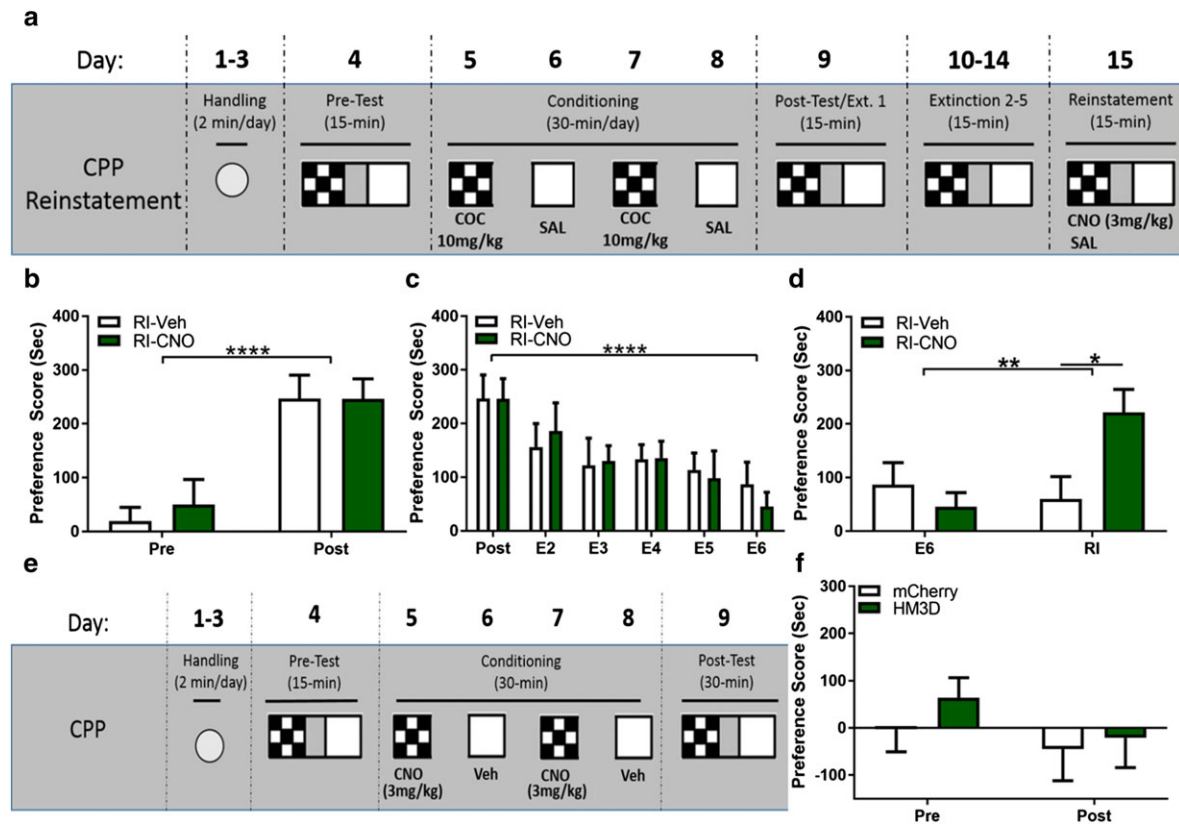 a
Day: 1-3 4 5 6 7 8 9 10-14 15
Handling Pre-Test Conditioning Post-Test/Ext. 1 Extinction 2-5 Reinstatement
(2 min/day) (15-min) (30-min/day) (15-min) (15-min) (15-min)
CPP
Reinstatement
COC SAL COC SAL CNO (3mg/kg)
10mg/kg 10mg/kg SAL
b
RI-Veh
RI-CNO
Preference Score (Sec)
400
300
200
100
0
****
Pre Post
c
RI-Veh
RI-CNO
Preference Score (Sec)
400
300
200
100
0
****
Post E2 E3 E4 E5 E6
d
RI-Veh
RI-CNO
Preference Score (Sec)
400
300
200
100
0
** *
E6 RI
e
Day: 1-3 4 5 6 7 8 9
Handling Pre-Test Conditioning Post-Test
(2 min/day) (15-min) (30-min) (30-min)
CPP
CNO Veh CNO Veh
(3mg/kg) (3mg/kg)
f
mCherry
HM3D
Preference Score (Sec)
300
200
100
0
-100
Pre Post